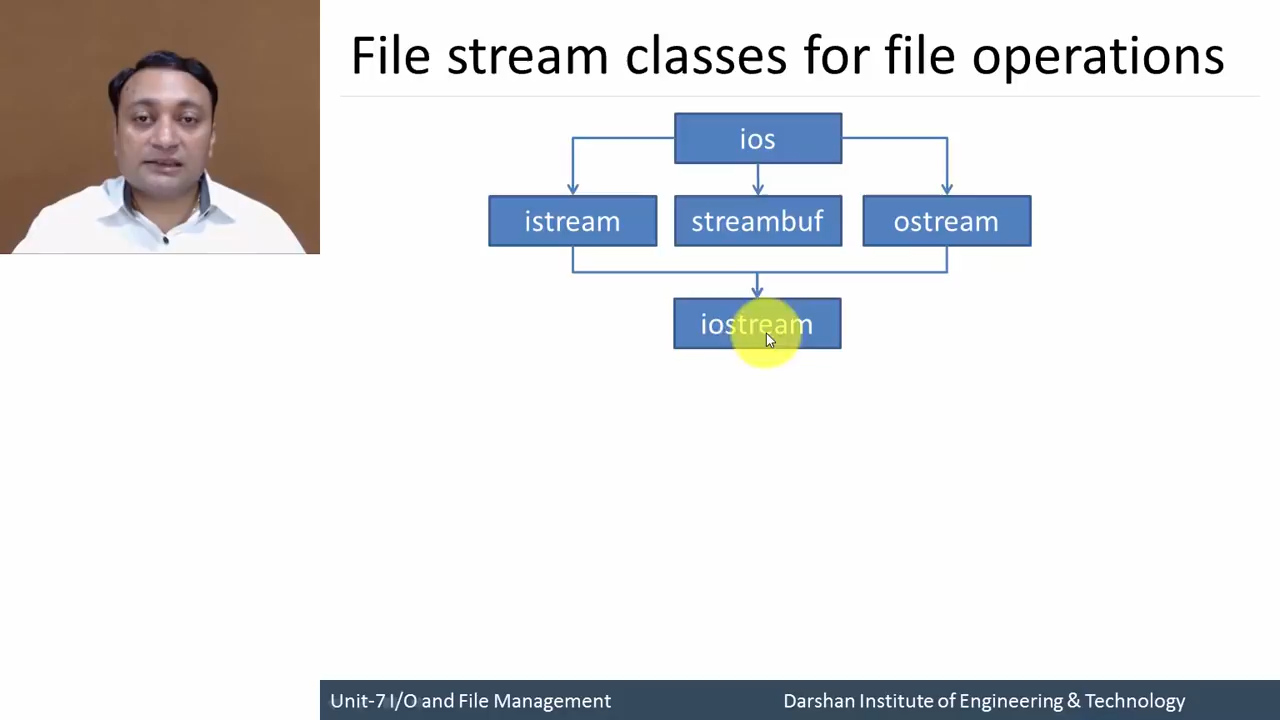 File stream classes for file operations
ios
istream
streambuf
ostream
iostream
Unit-7 I/O and File Management
Darshan Institute of Engineering & Technology